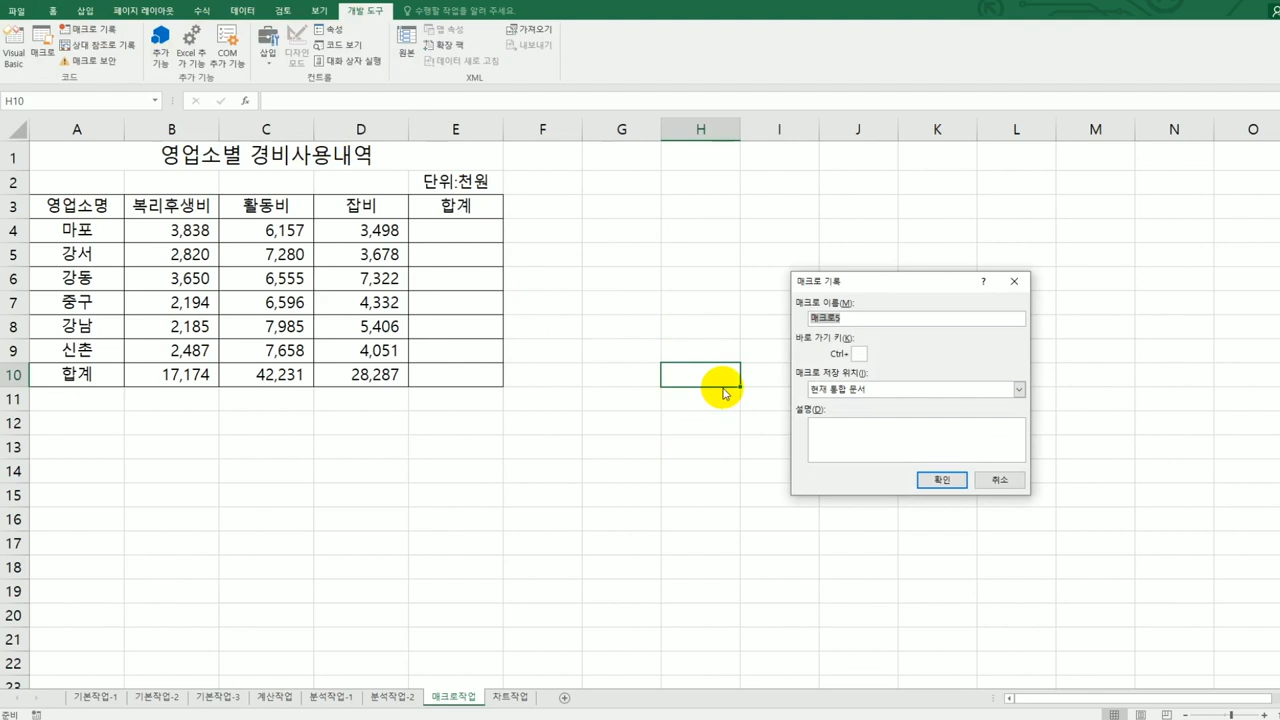 파일 홈 삽입 페이지 레이아웃 수식 데이터 검토 보기 개발 도구 수행할 작업을 알려 주세요.
Visual Basic
매크로
매크로 기록
상대 참조로 기록
매크로 보안
코드
추가 기능
Excel 추가 기능
COM 추가 기능
추가 기능
삽입
디자인 모드
속성
코드 보기
대화 상자 실행
컨트롤
원본
맵 속성
확장 팩
데이터 새로 고침
가져오기
내보내기
XML
H10
fx
A B C D E F G H I J K L M N O
1 영업소별 경비사용내역
2 단위:천원
3 영업소명 복리후생비 활동비 잡비 합계
4 마포 3,838 6,157 3,498
5 강서 2,820 7,280 3,678
6 강동 3,650 6,555 7,322
7 중구 2,194 6,596 4,332
8 강남 2,185 7,985 5,406
9 신촌 2,487 7,658 4,051
10 합계 17,174 42,231 28,287
11
12
13
14
15
16
17
18
19
20
21
22
23
매크로 기록 ?
매크로 이름(M):
매크로5
바로 가기 키(K):
Ctrl+
매크로 저장 위치(I):
현재 통합 문서
설명(D):
확인 취소
기본작업-1 기본작업-2 기본작업-3 계산작업 분석작업-1 분석작업-2 매크로작업 차트작업
준비